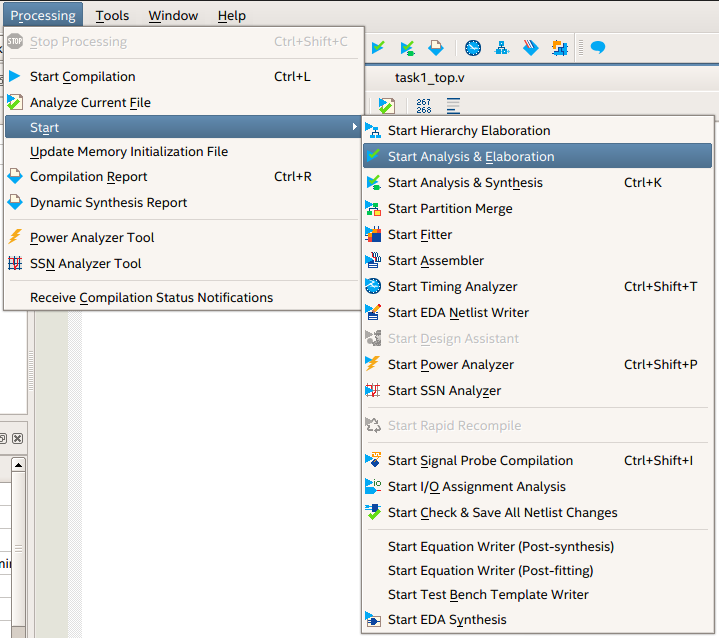 Processing Tools Window Help
STOP Stop Processing Ctrl+Shift+C
Start Compilation Ctrl+L
Analyze Current File
Start
Update Memory Initialization File
Compilation Report Ctrl+R
Dynamic Synthesis Report
Power Analyzer Tool
SSN Analyzer Tool
Receive Compilation Status Notifications
task1_top.v
267
268
Start Hierarchy Elaboration
Start Analysis & Elaboration
Start Analysis & Synthesis Ctrl+K
Start Partition Merge
Start Fitter
Start Assembler
Start Timing Analyzer Ctrl+Shift+T
Start EDA Netlist Writer
Start Design Assistant
Start Power Analyzer Ctrl+Shift+P
Start SSN Analyzer
Start Rapid Recompile
Start Signal Probe Compilation Ctrl+Shift+I
Start I/O Assignment Analysis
Start Check & Save All Netlist Changes
Start Equation Writer (Post-synthesis)
Start Equation Writer (Post-fitting)
Start Test Bench Template Writer
Start EDA Synthesis